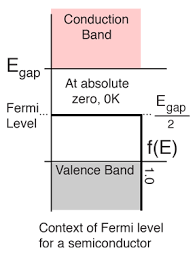 Conduction
Band
Egap
At absolute
zero, 0K
Fermi
Level
Egap
2
f(E)
Valence Band
1.0
Context of Fermi level
for a semiconductor